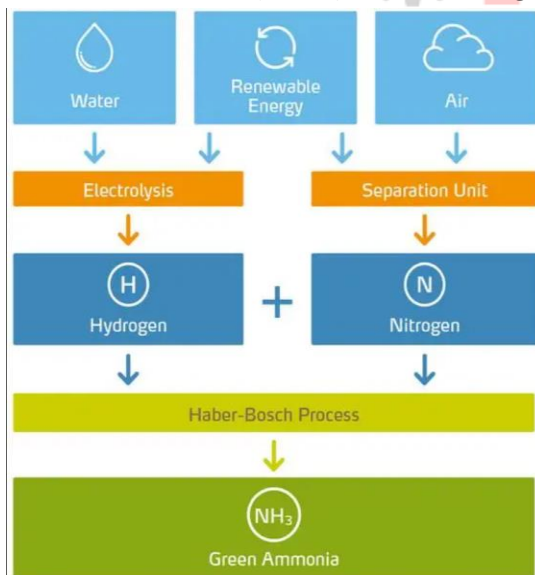 Water
Renewable
Energy
Air
Electrolysis
Separation Unit
H
Hydrogen
+
N
Nitrogen
Haber-Bosch Process
NH₃
Green Ammonia